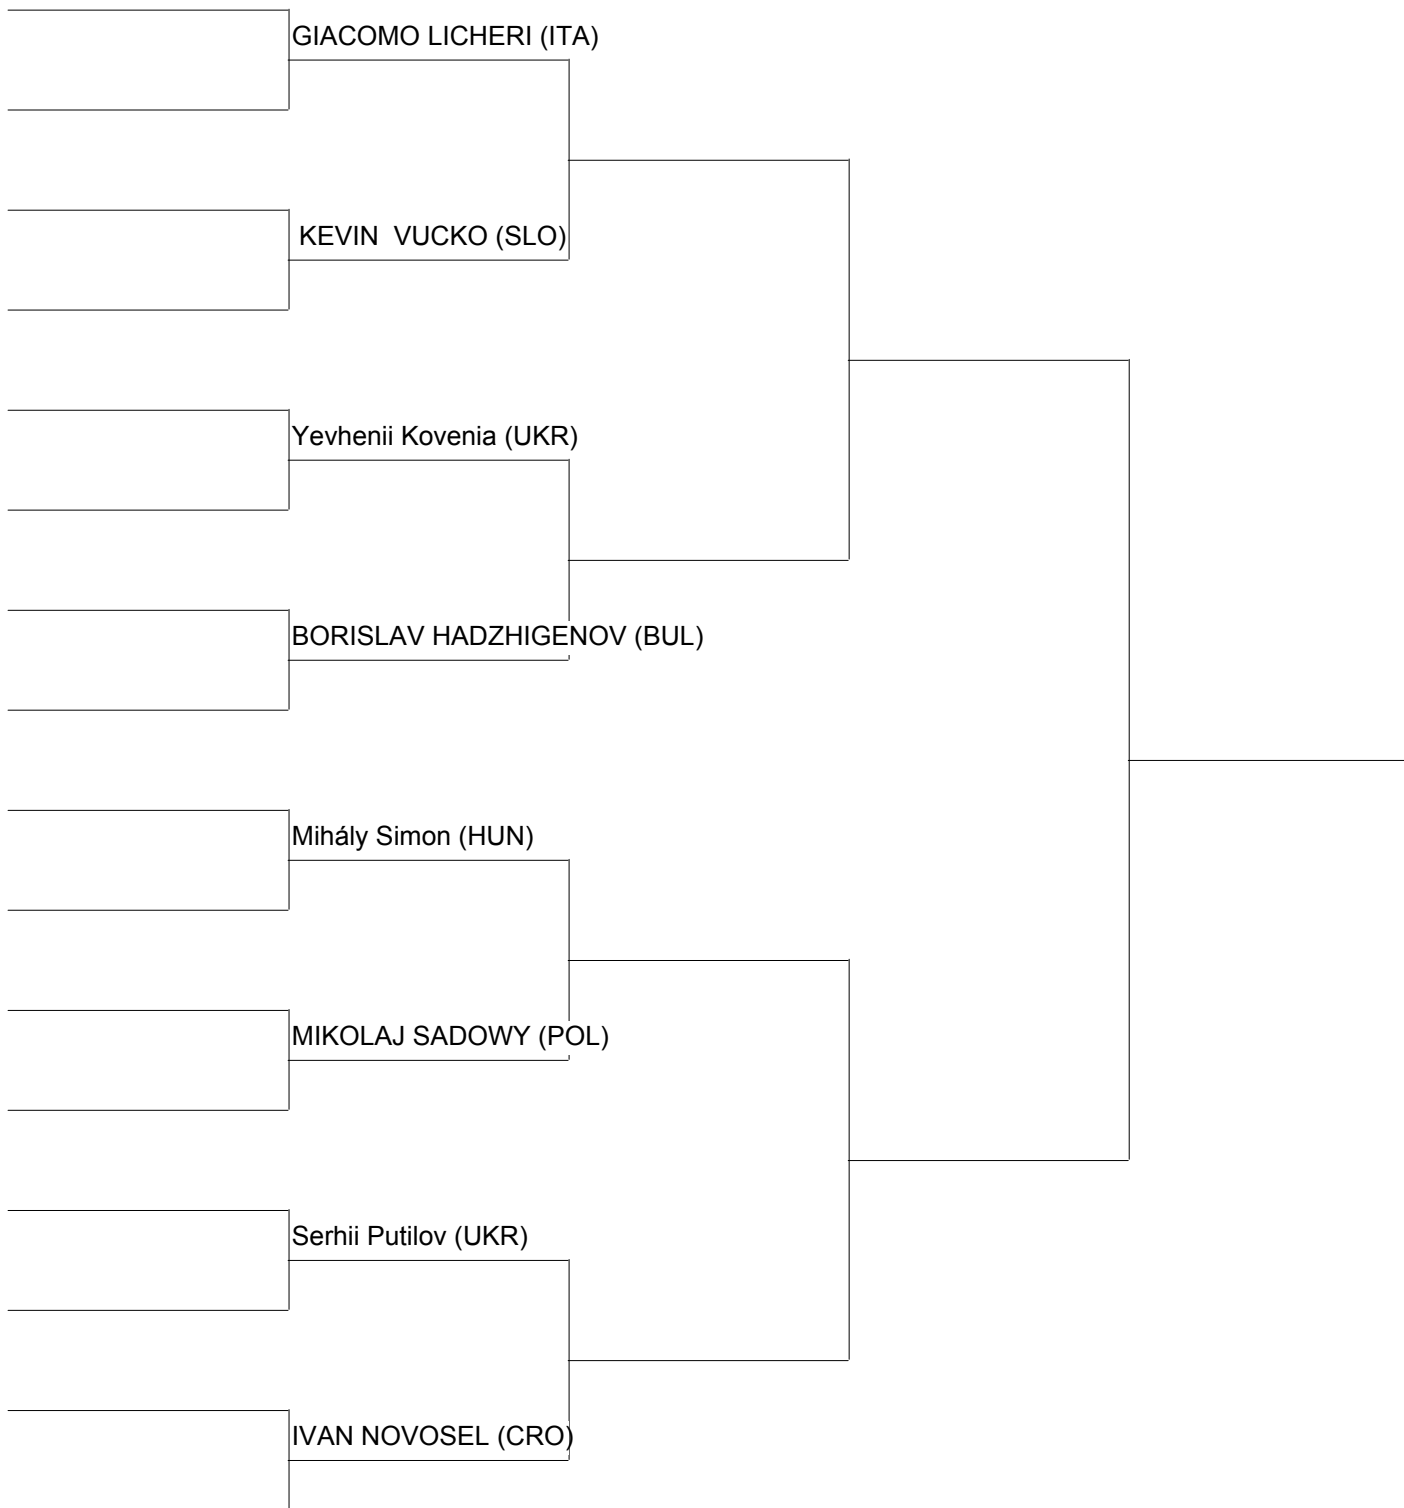 GIACOMO LICHERI (ITA)
KEVIN  VUCKO (SLO)
Yevhenii Kovenia (UKR)
BORISLAV HADZHIGENOV (BUL)
Mihály Simon (HUN)
MIKOLAJ SADOWY (POL)
Serhii Putilov (UKR)
IVAN NOVOSEL (CRO)